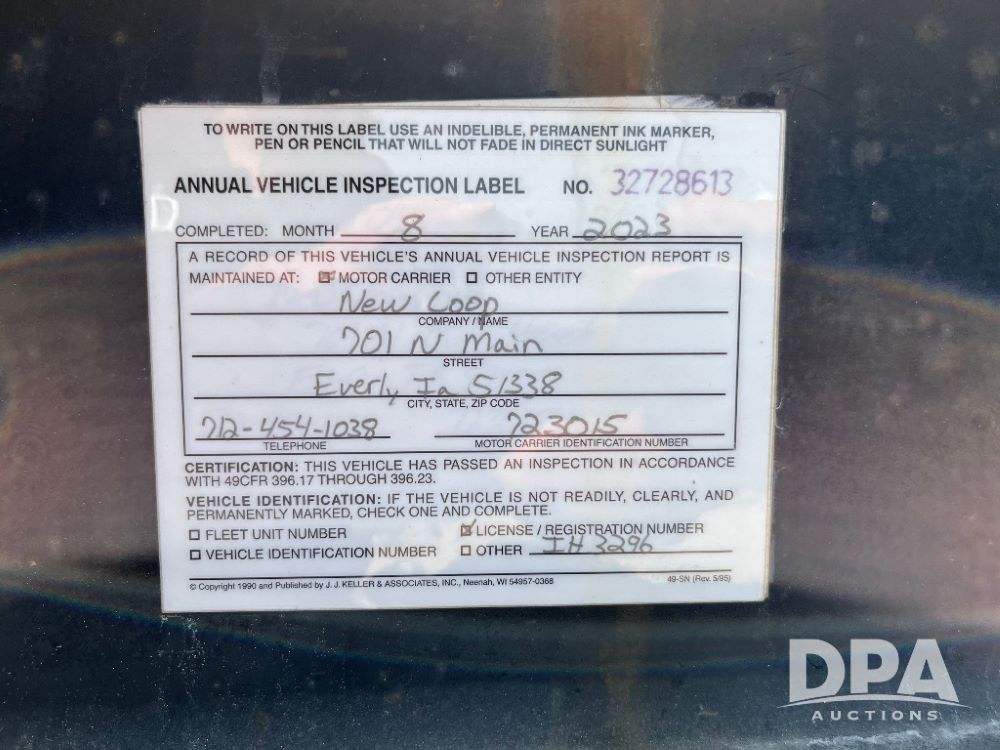 TO WRITE ON THIS LABEL USE AN INDELIBLE, PERMANENT INK MARKER,
PEN OR PENCIL THAT WILL NOT FADE IN DIRECT SUNLIGHT
ANNUAL VEHICLE INSPECTION LABEL NO. 32728613
COMPLETED: MONTH 8 YEAR 2023
A RECORD OF THIS VEHICLE'S ANNUAL VEHICLE INSPECTION REPORT IS
MAINTAINED AT: ☒ MOTOR CARRIER ☐ OTHER ENTITY
New Coop
COMPANY / NAME
701 N Main
STREET
Everly, Ia 51338
CITY, STATE, ZIP CODE
712-454-1038 723015
TELEPHONE MOTOR CARRIER IDENTIFICATION NUMBER
CERTIFICATION: THIS VEHICLE HAS PASSED AN INSPECTION IN ACCORDANCE
WITH 49CFR 396.17 THROUGH 396.23.
VEHICLE IDENTIFICATION: IF THE VEHICLE IS NOT READILY, CLEARLY, AND
PERMANENTLY MARKED, CHECK ONE AND COMPLETE.
☐ FLEET UNIT NUMBER ☒ LICENSE / REGISTRATION NUMBER
☐ VEHICLE IDENTIFICATION NUMBER ☐ OTHER IH 3296
© Copyright 1990 and Published by J. J. KELLER & ASSOCIATES, INC., Neenah, WI 54957-0368 49-SN (Rev. 5/95)
DPA
AUCTIONS